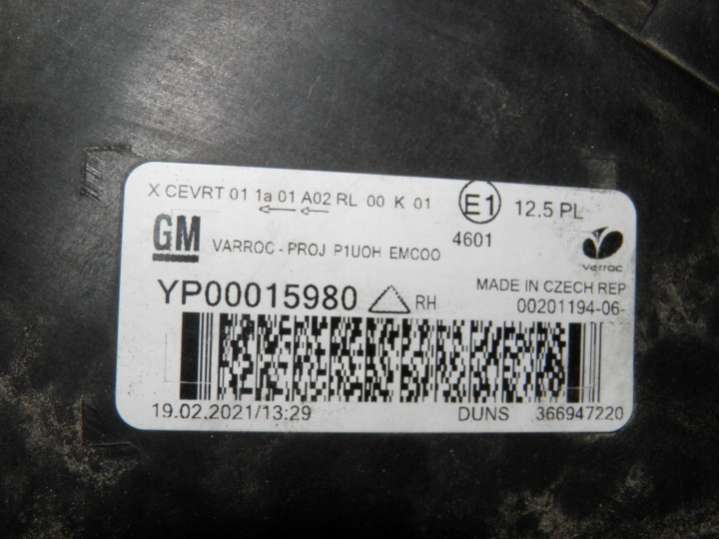 X CEVRT 01 1a 01 A02 RL 00 K 01 E1 12.5 PL
4601
GM VARROC - PROJ P1UOH EMCOO
varroc
MADE IN CZECH REP
YP00015980 RH 00201194-06-
19.02.2021/13:29 DUNS 366947220